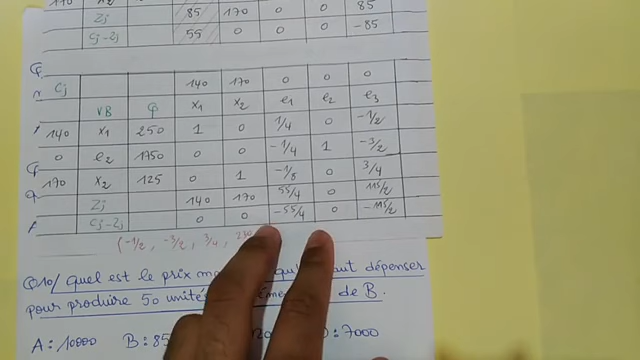 Zj 85 170 0 0 85
Cj-Zj 55 0 0 0 -85
Cj 140 170 0 0 0
VB Q x1 x2 e1 e2 e3
140 x1 250 1 0 1/4 0 -1/2
0 e2 1750 0 0 -1/4 1 -3/2
170 x2 125 0 1 -1/8 0 3/4
Zj 140 170 55/4 0 115/2
Cj-Zj 0 0 -55/4 0 -115/2
(-1/2, -3/2, 3/4,
Q10/ Quel est le prix dépenser
pour produire 50 de B.
A: 10000 B: 7000